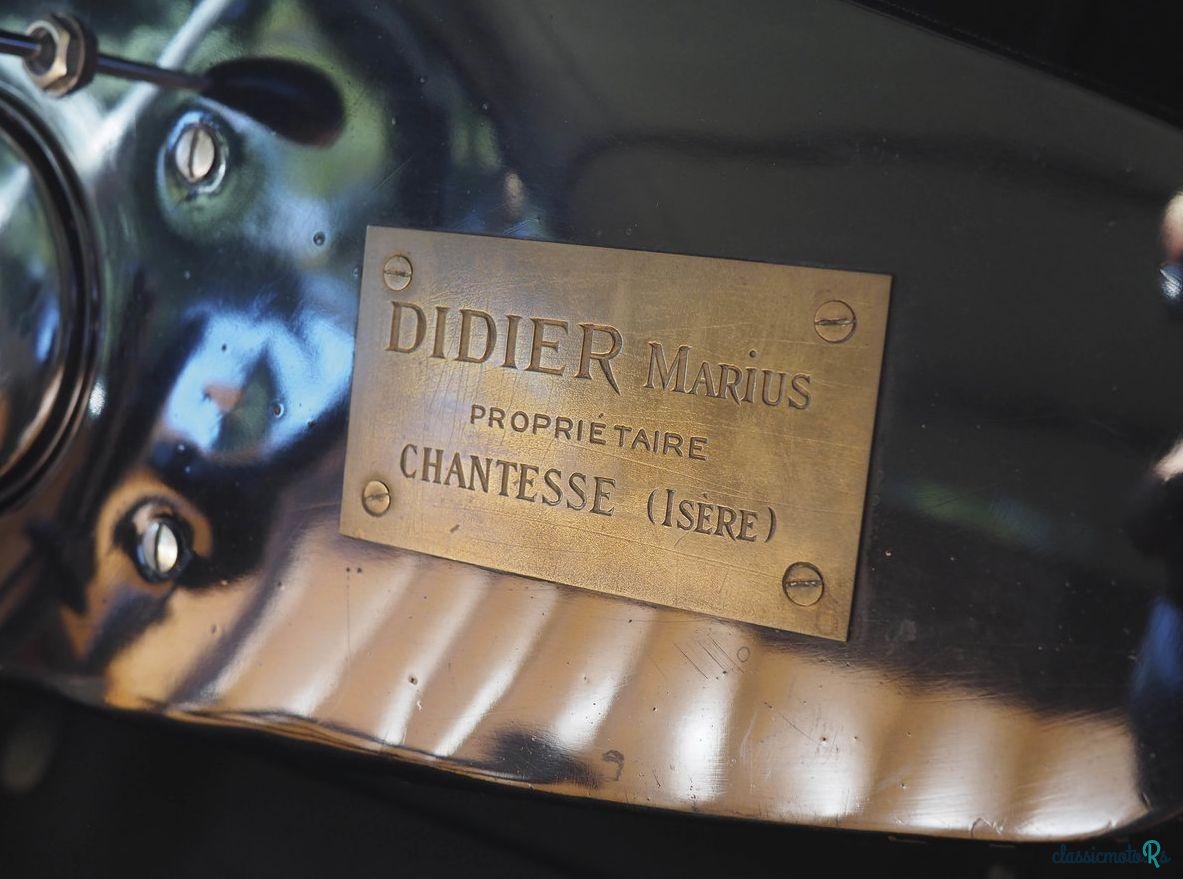 DIDIER MARiUS
PROPRIÉTAIRE
CHANTESSE (ISÈRE)
classicmotoRs